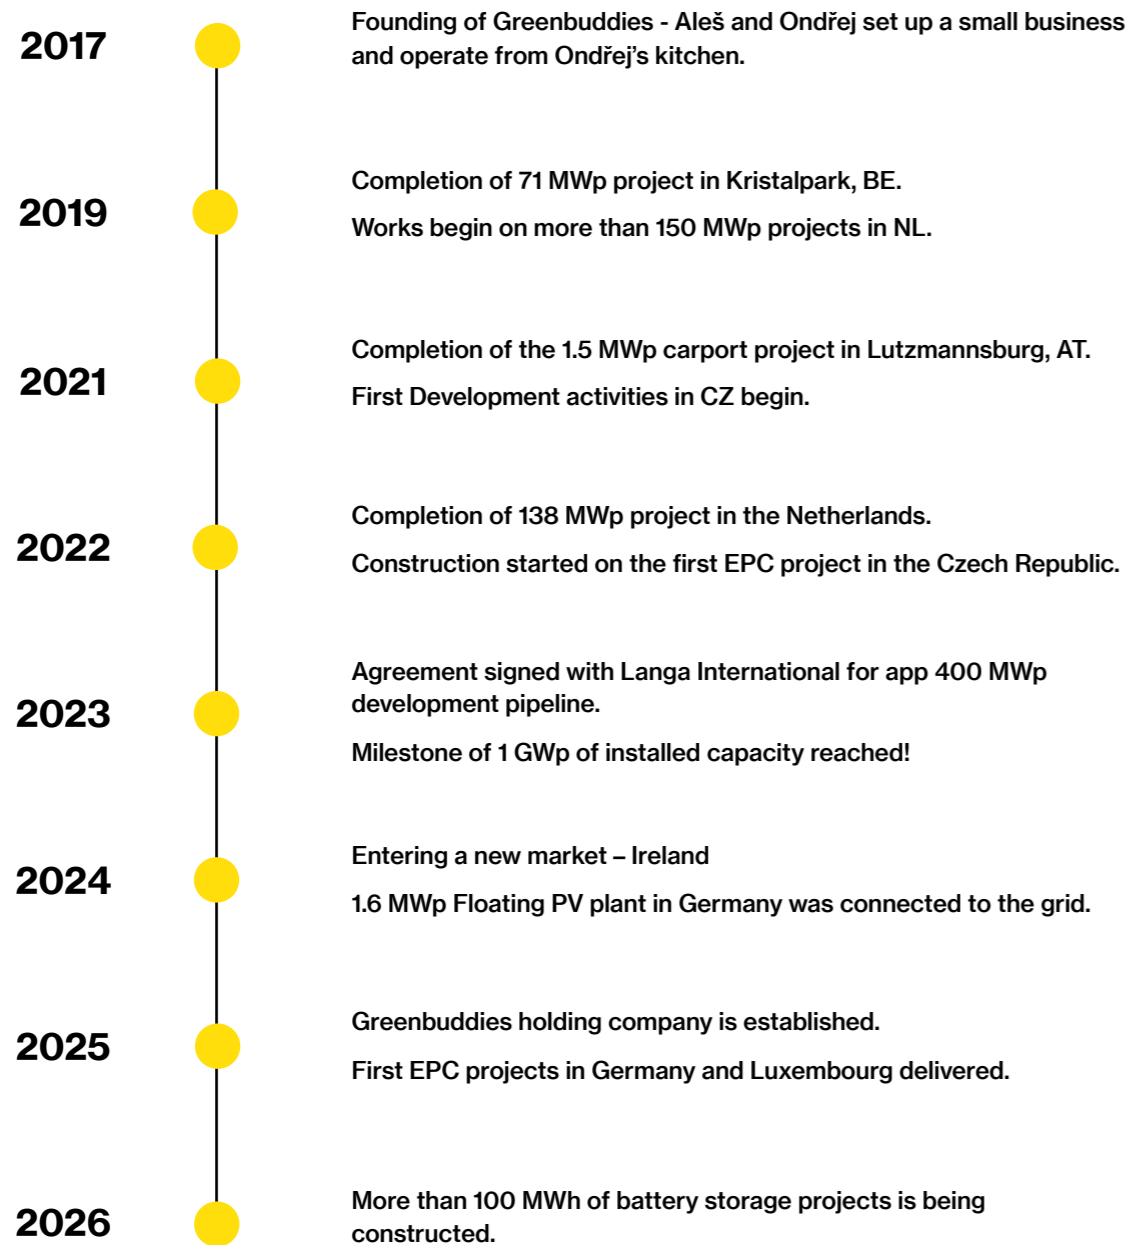 2017
Founding of Greenbuddies - Aleš and Ondřej set up a small business
and operate from Ondřej’s kitchen.
2019
Completion of 71 MWp project in Kristalpark, BE.
Works begin on more than 150 MWp projects in NL.
2021
Completion of the 1.5 MWp carport project in Lutzmannsburg, AT.
First Development activities in CZ begin.
2022
Completion of 138 MWp project in the Netherlands.
Construction started on the first EPC project in the Czech Republic.
2023
Agreement signed with Langa International for app 400 MWp
development pipeline.
Milestone of 1 GWp of installed capacity reached!
2024
Entering a new market – Ireland
1.6 MWp Floating PV plant in Germany was connected to the grid.
2025
Greenbuddies holding company is established.
First EPC projects in Germany and Luxembourg delivered.
2026
More than 100 MWh of battery storage projects is being
constructed.